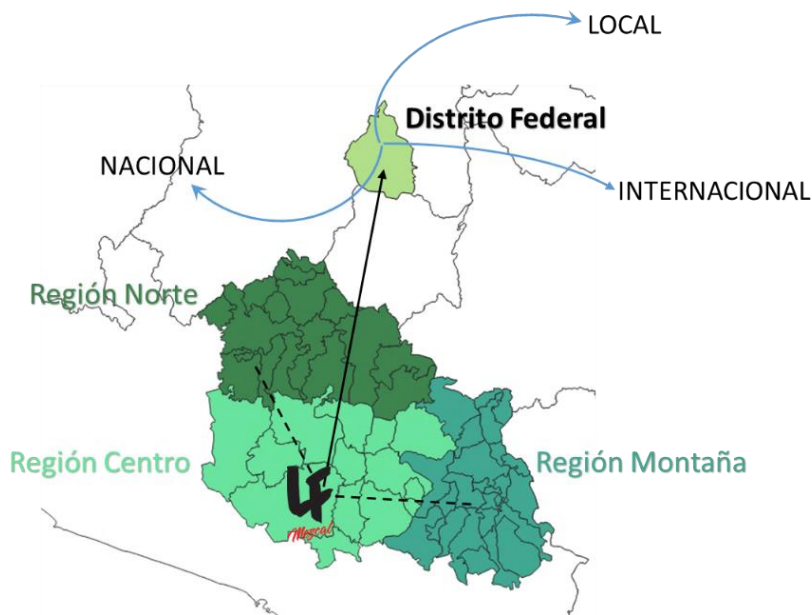 LOCAL
Distrito Federal
NACIONAL
INTERNACIONAL
Región Norte
Región Centro
Región Montaña
LF
Mezcal